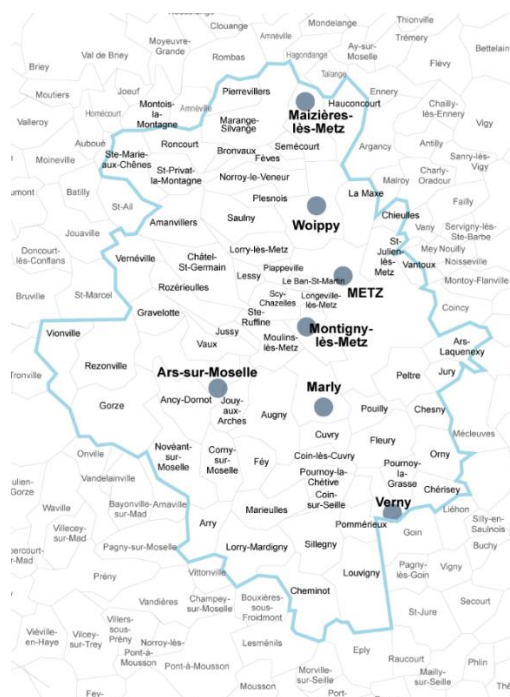 Clouange
Amnéville
Mondelange
Thionville
Moyeuvre-
Grande
Trémery
Bettelain
Val de Briey
Rombas
Hagondange
Ay-sur-
Moselle
Briey
Talange
Flévy
Moutiers
Joeuf
Pierrevillers
Ennery
Homécourt
Montois-
la-
Montagne
Amnéville
Hauconcourt
Chailly-
lès-Ennery
Valleroy
Marange-
Silvange
Maizières-
lès-Metz
Vigy
Auboué
Roncourt
Bronvaux
Semécourt
Argancy
Antilly
Moineville
Ste-Marie-
aux-Chênes
Fèves
Sanry-lès-
Vigy
St-Privat-
la-Montagne
Norroy-le-Veneur
Malroy
Charly-
Oradour
umont
Batilly
Plesnois
La Maxe
Failly
St-Ail
Amanvillers
Saulny
Woippy
Chieulles
Vany
Servigny-lès-
Ste-Barbe
Jouaville
St-
Julien-
lès-
Metz
Mey
Nouilly
Doncourt-
lès-Conflans
Vernéville
Châtel-
St-Germain
Lorry-lès-Metz
Vantoux
Noisseville
Plappeville
Lessy
Le Ban-St-Martin
Montoy-Flanville
METZ
Bruville
St-Marcel
Rozérieulles
Scy-
Chazelles
Longeville-
lès-Metz
Coincy
Gravelotte
Ste-
Ruffine
Montigny-
lès-Metz
Vionville
Jussy
Moulins-
lès-Metz
Ars-
Laquenexy
Vaux
Rezonville
Jury
Tronville
Ars-sur-Moselle
Marly
Peltre
Gorze
Ancy-Dornot
Jouy-
aux-
Arches
Augny
Pouilly
Chesny
Cuvry
Mécleuves
Fleury
Onville
Novéant-
sur-
Moselle
Corny-
sur-
Moselle
Féy
Coin-lès-Cuvry
Orny
Vandelainville
Pournoy-la-
Chétive
Pournoy-
la-
Grasse
ulien-
Gorze
Bayonville-
sur-Mad
Arnaville
Coin-
sur-Seille
Chérisey
Waville
Marieulles
Verny
Liéhon
Villecey-
sur-Mad
Arry
Pommérieux
Silly-en-
Saulnois
Goin
Pagny-sur-Moselle
Lorry-Mardigny
Sillegny
Buchy
Prény
Vittonville
Louvigny
Pagny-
lès-Goin
Vigny
Cheminot
Vandières
Champey-
sur-Moselle
Bouxières-
sous-
Froidmont
Secourt
St-Jure
Viéville-
en-Haye
Vilcey-
sur-Trey
Villers-
sous-
Prény
Norroy-lès-
Pont-à-
Mousson
Lesménils
Eply
Raucourt
Phlin
Pont-à-Mousson
Mailly-
sur-Seille
Morville-
sur-Seille
Mousson
Fey-